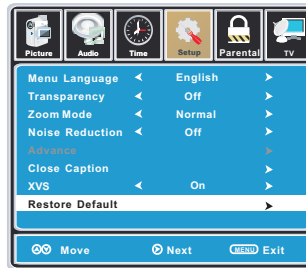 Picture Audio Time Setup Parental TV
Menu Language English
Transparency Off
Zoom Mode Normal
Noise Reduction Off
Advance
Close Caption
XVS On
Restore Default
Move Next MENU Exit